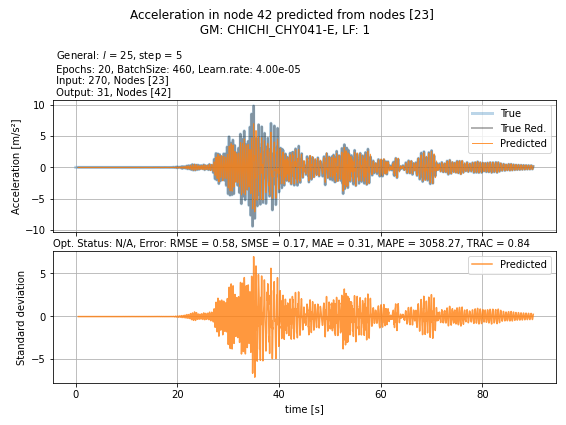 Acceleration in node 42 predicted from nodes [23]
GM: CHICHI_CHY041-E, LF: 1
General: l = 25, step = 5
Epochs: 20, BatchSize: 460, Learn.rate: 4.00e-05
Input: 270, Nodes [23]
Output: 31, Nodes [42]
10
5
0
−5
−10
Acceleration [m/s²]
True
True Red.
Predicted
Opt. Status: N/A, Error: RMSE = 0.58, SMSE = 0.17, MAE = 0.31, MAPE = 3058.27, TRAC = 0.84
5
0
−5
Standard deviation
Predicted
0 20 40 60 80
time [s]